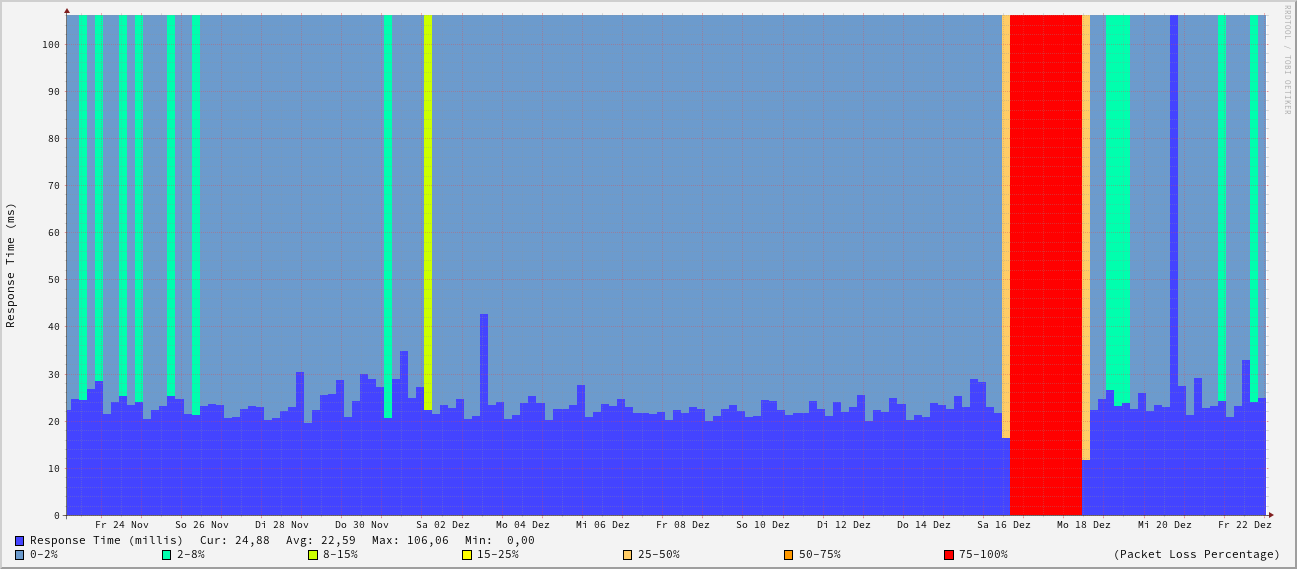 RRDTOOL / TOBI OETIKER
Response Time (ms)
100
90
80
70
60
50
40
30
20
10
0
Fr 24 Nov So 26 Nov Di 28 Nov Do 30 Nov Sa 02 Dez Mo 04 Dez Mi 06 Dez Fr 08 Dez So 10 Dez Di 12 Dez Do 14 Dez Sa 16 Dez Mo 18 Dez Mi 20 Dez Fr 22 Dez
Response Time (millis) Cur: 24,88 Avg: 22,59 Max: 106,06 Min: 0,00
0-2% 2-8% 8-15% 15-25% 25-50% 50-75% 75-100% (Packet Loss Percentage)